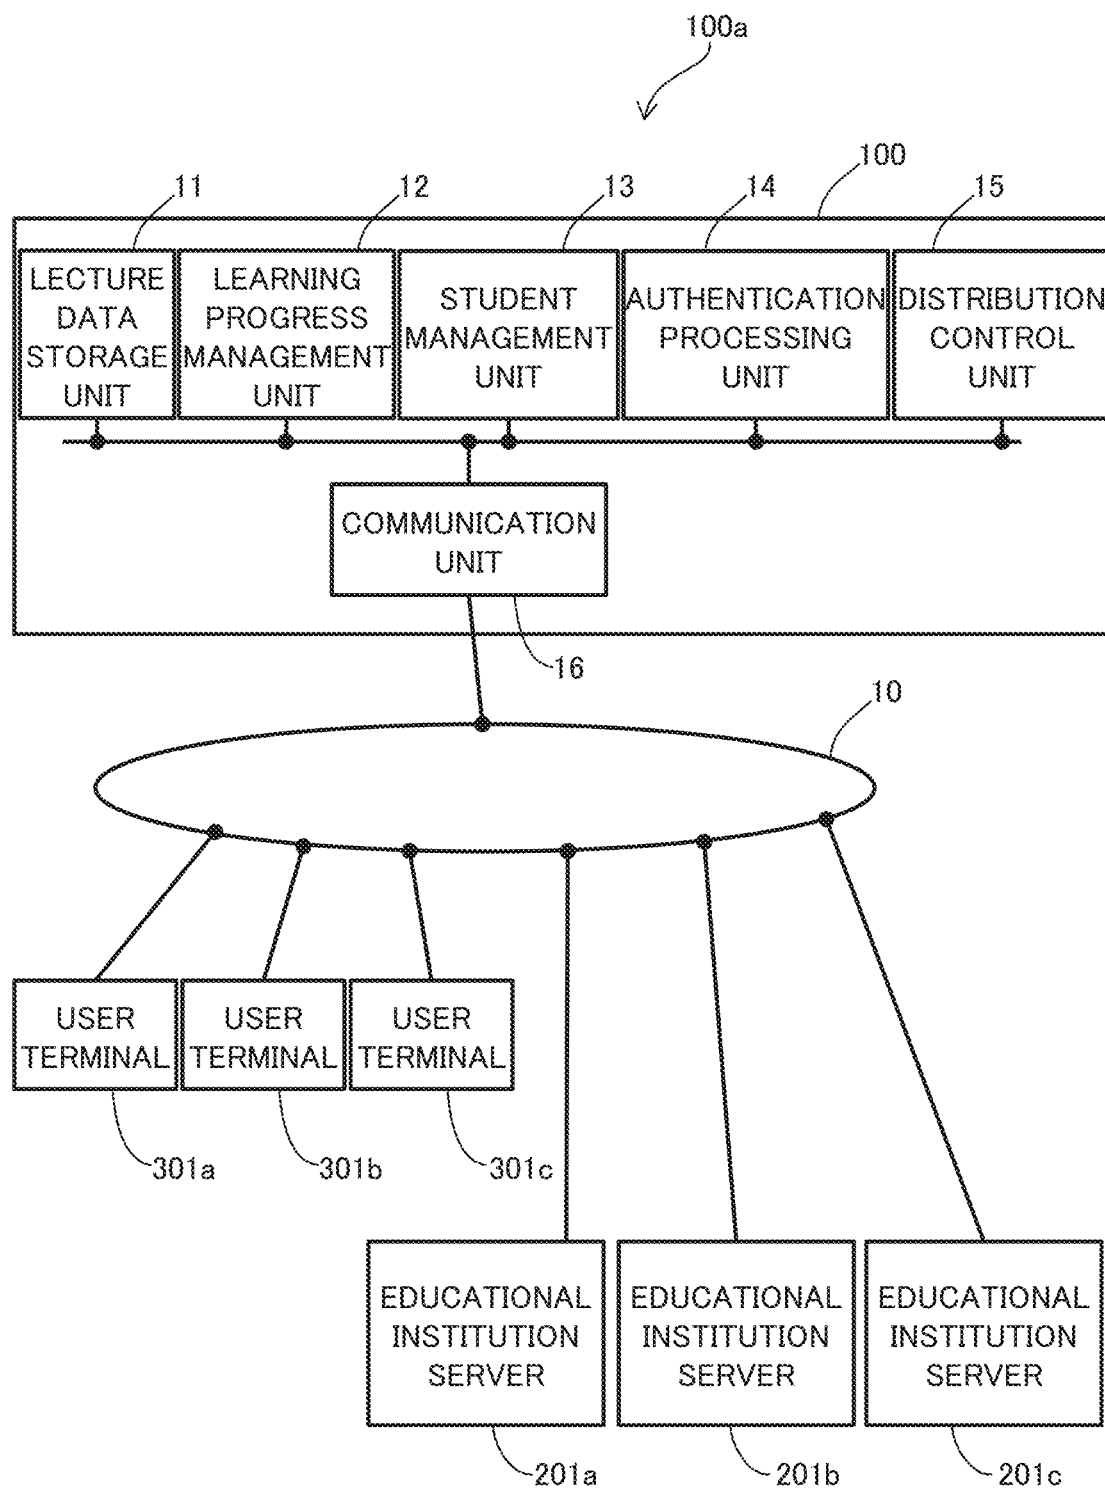 100a
100
11
12
13
14
15
LECTURE
DATA
STORAGE
UNIT
LEARNING
PROGRESS
MANAGEMENT
UNIT
STUDENT
MANAGEMENT
UNIT
AUTHENTICATION
PROCESSING
UNIT
DISTRIBUTION
CONTROL
UNIT
COMMUNICATION
UNIT
16
10
USER
TERMINAL
USER
TERMINAL
USER
TERMINAL
301a
301b
301c
EDUCATIONAL
INSTITUTION
SERVER
EDUCATIONAL
INSTITUTION
SERVER
EDUCATIONAL
INSTITUTION
SERVER
201a
201b
201c